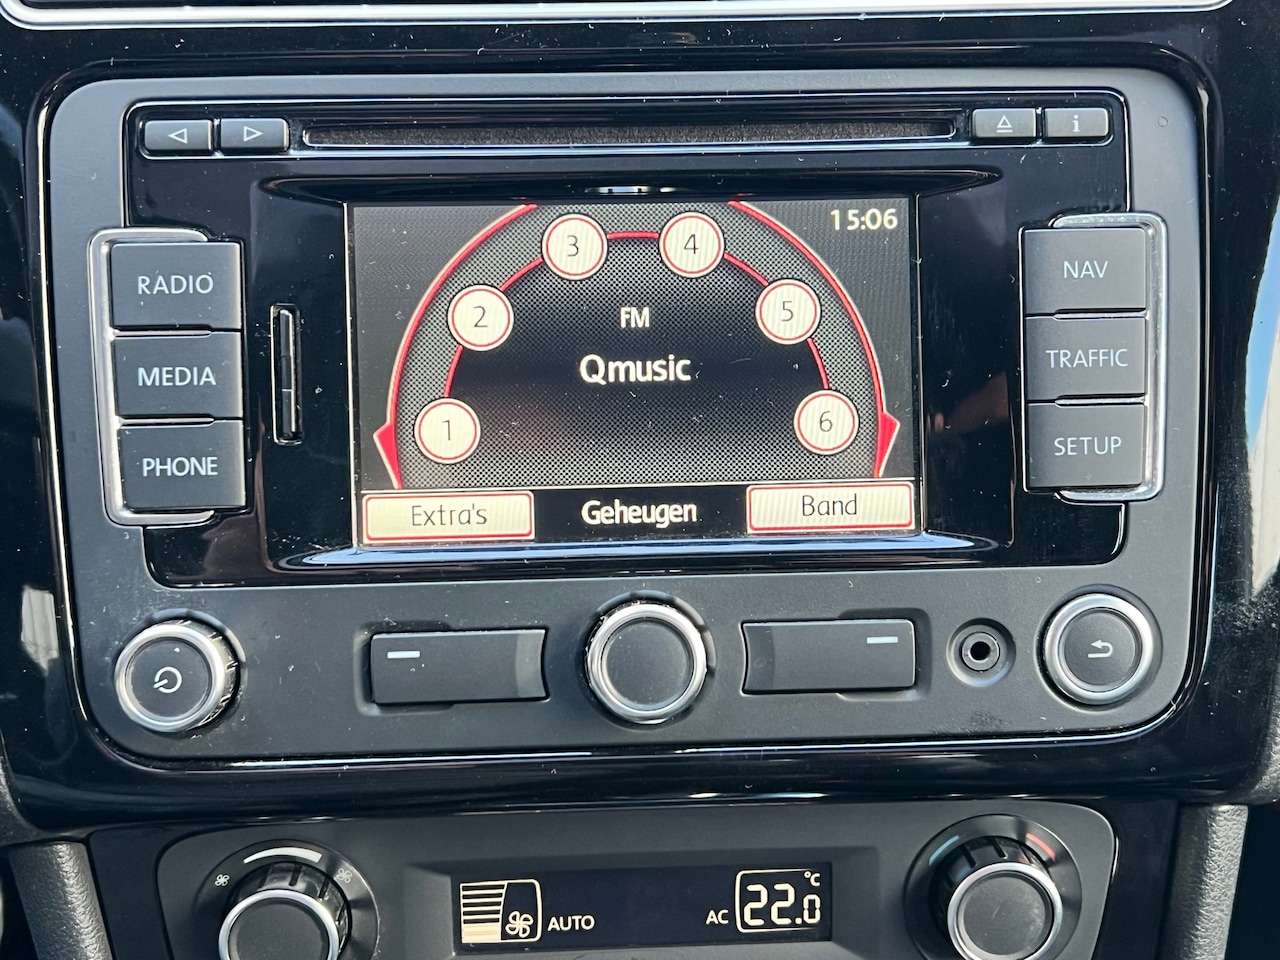 i
15:06
RADIO
MEDIA
PHONE
NAV
TRAFFIC
SETUP
1
2
3
4
5
6
FM
Qmusic
Extra's
Geheugen
Band
AUTO
AC
22.0
°C